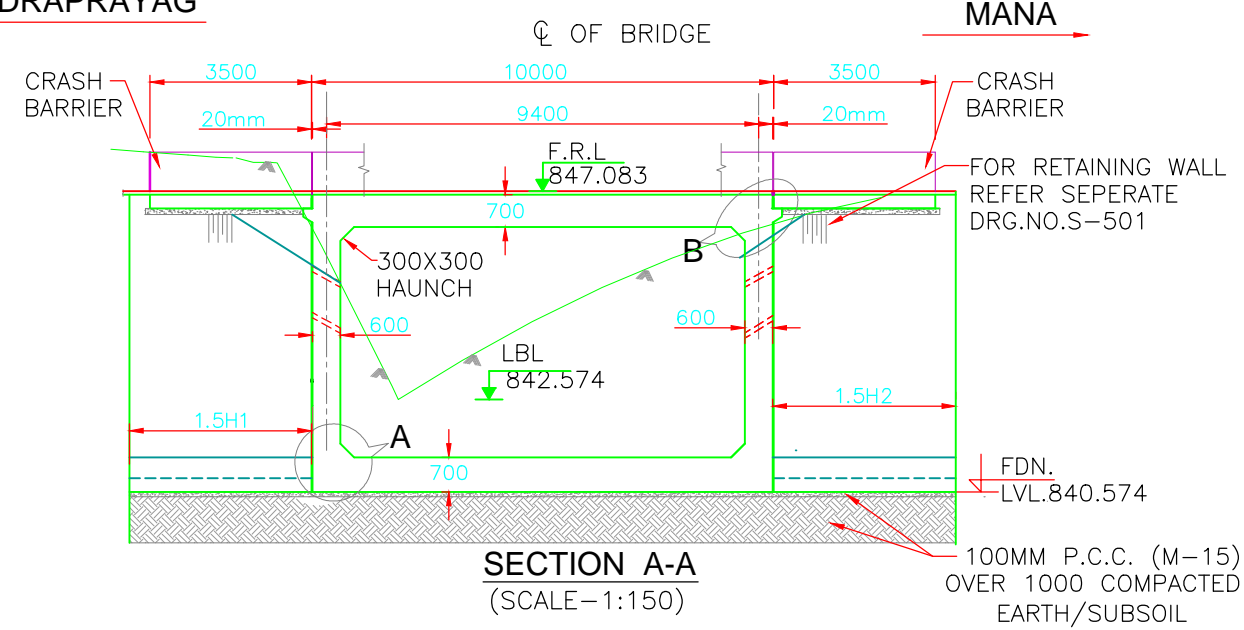 DRAPRAYAG
MANA
℄ OF BRIDGE
3500
10000
3500
CRASH
BARRIER
CRASH
BARRIER
20mm
9400
20mm
F.R.L
847.083
FOR RETAINING WALL
REFER SEPERATE
DRG.NO.S-501
700
B
300X300
HAUNCH
600
600
LBL
842.574
1.5H1
1.5H2
A
700
FDN.
LVL.840.574
SECTION A-A
(SCALE-1:150)
100MM P.C.C. (M-15)
OVER 1000 COMPACTED
EARTH/SUBSOIL